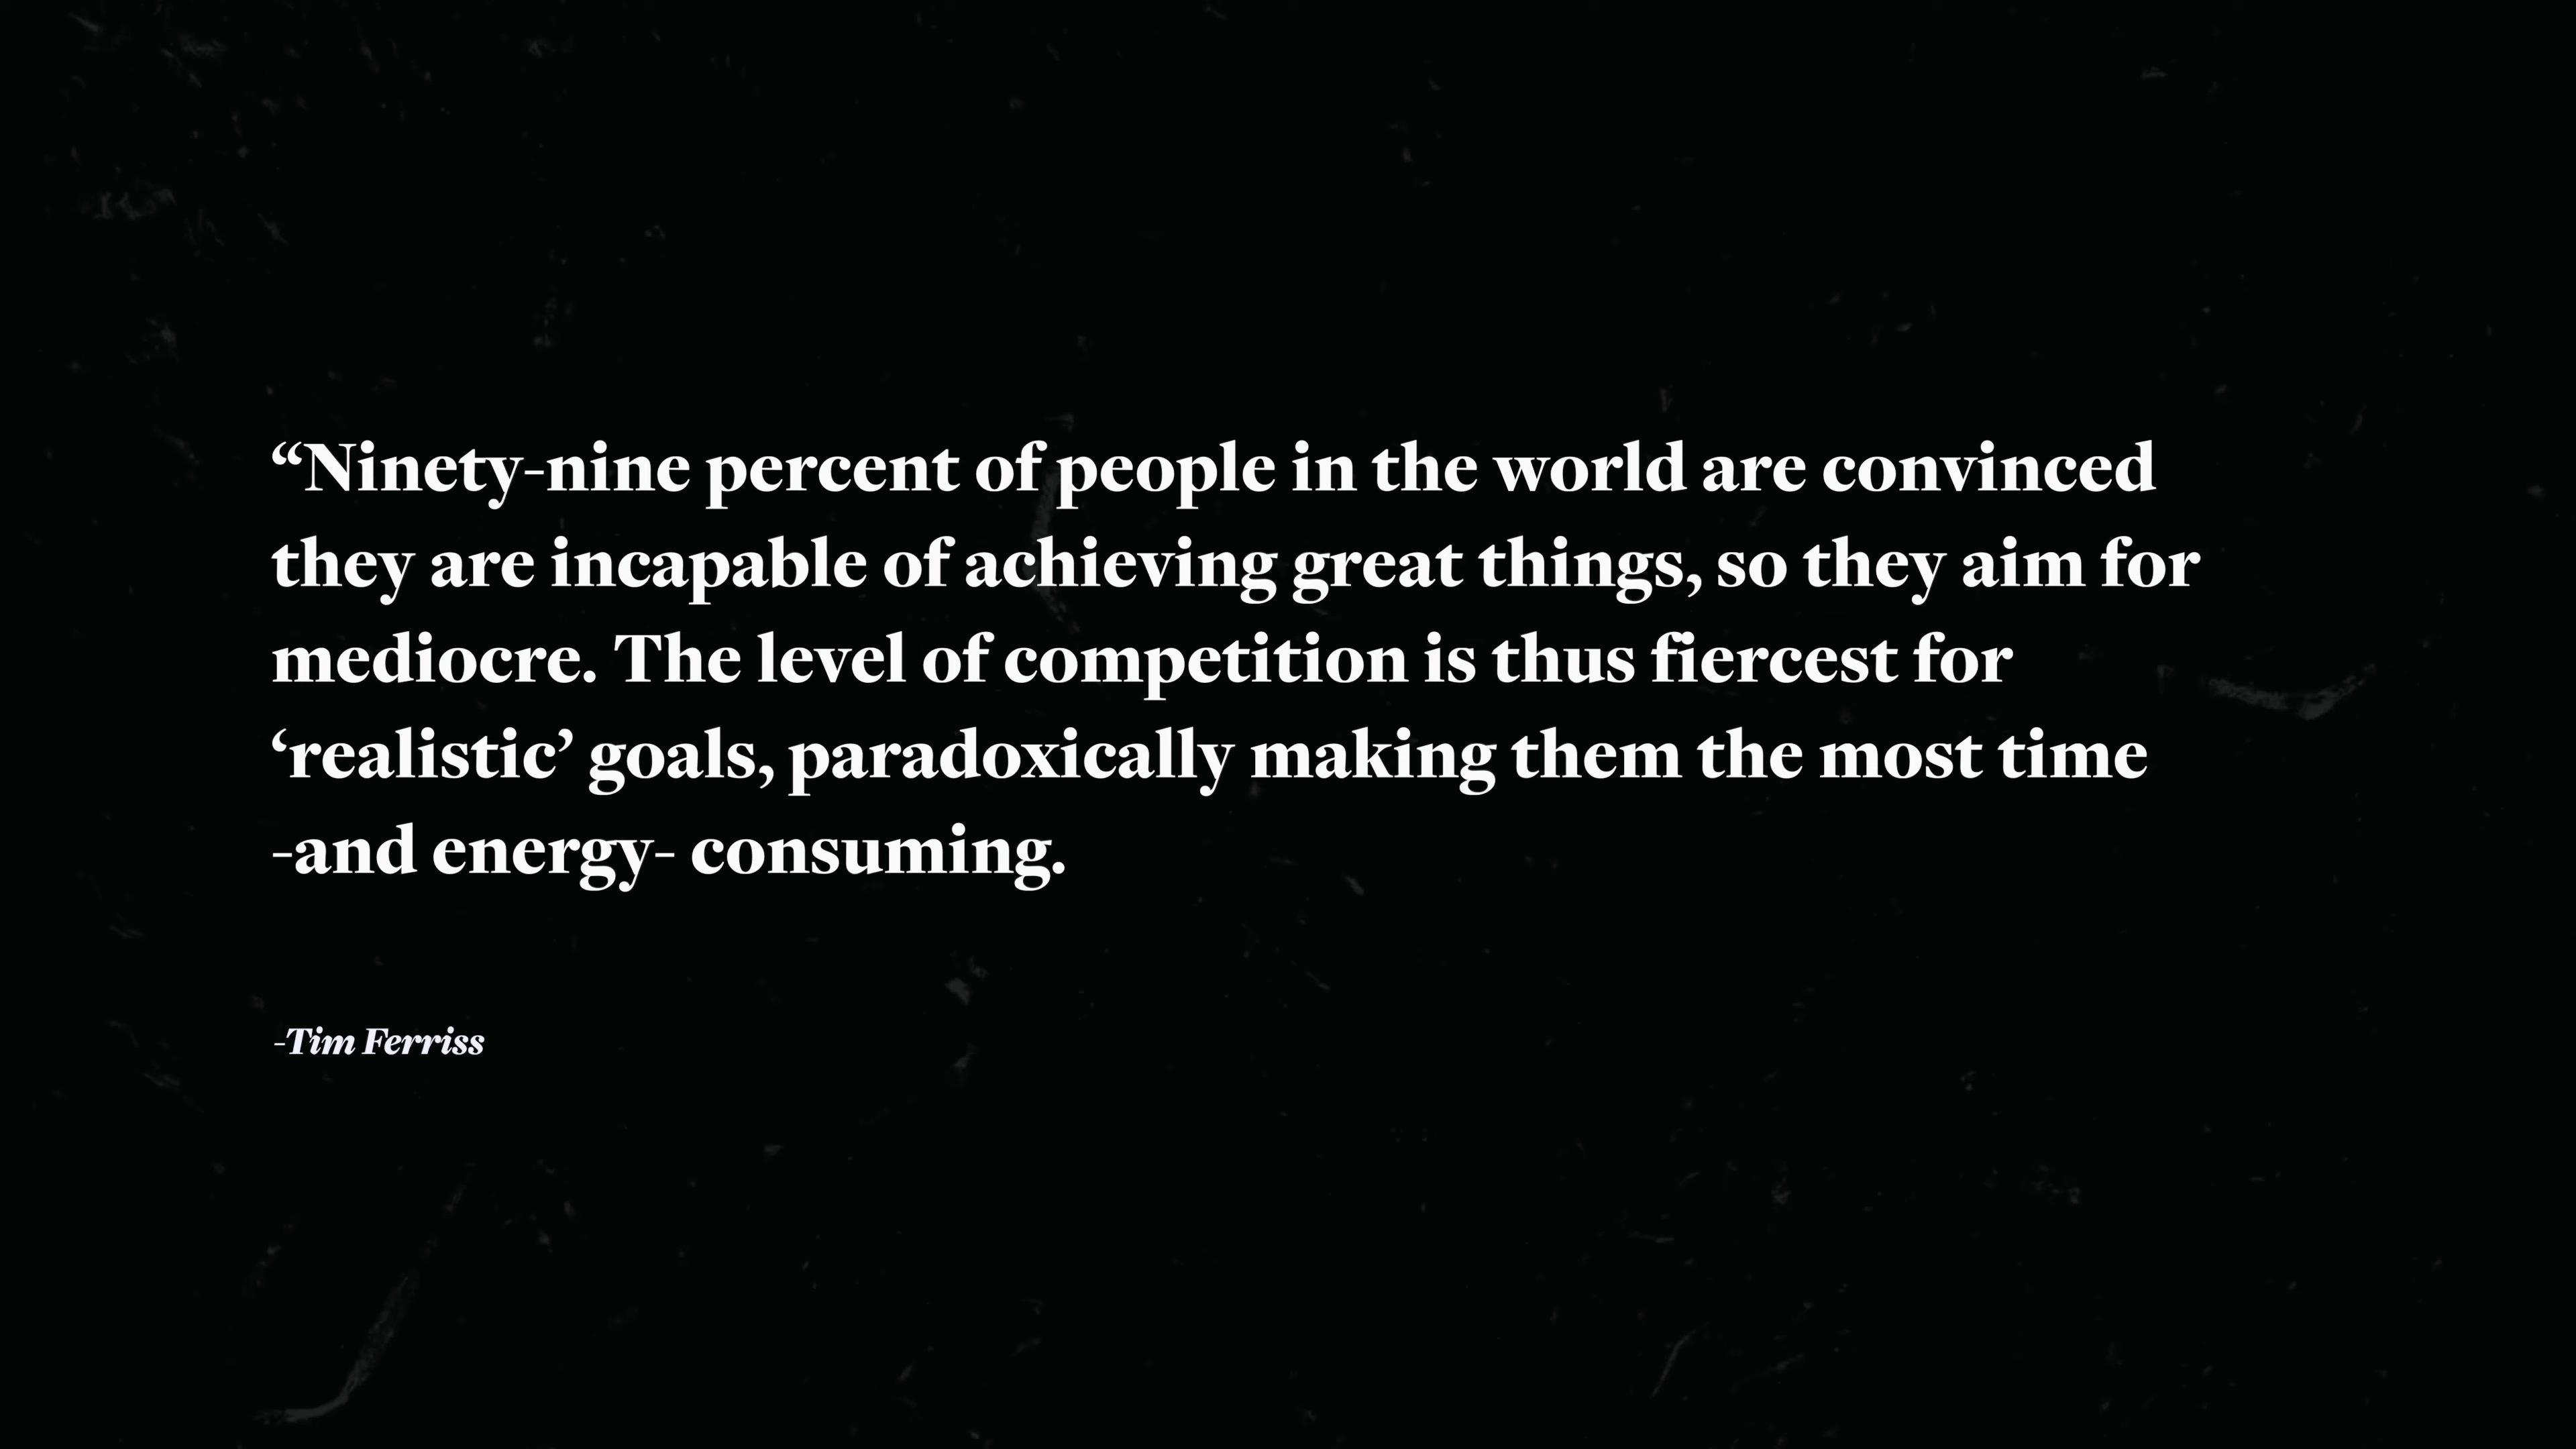 “Ninety-nine percent of people in the world are convinced
they are incapable of achieving great things, so they aim for
mediocre. The level of competition is thus fiercest for
‘realistic’ goals, paradoxically making them the most time
-and energy- consuming.
-Tim Ferriss